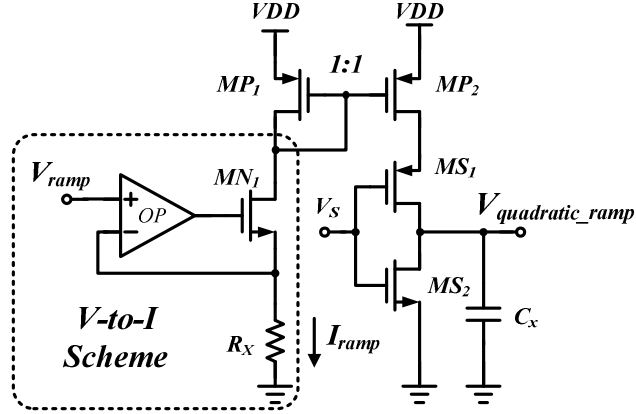 VDD
VDD
1:1
MP1
MP2
Vramp
+
OP
−
MN1
MS1
VS
Vquadratic_ramp
MS2
V-to-I
Scheme
RX
Iramp
Cx